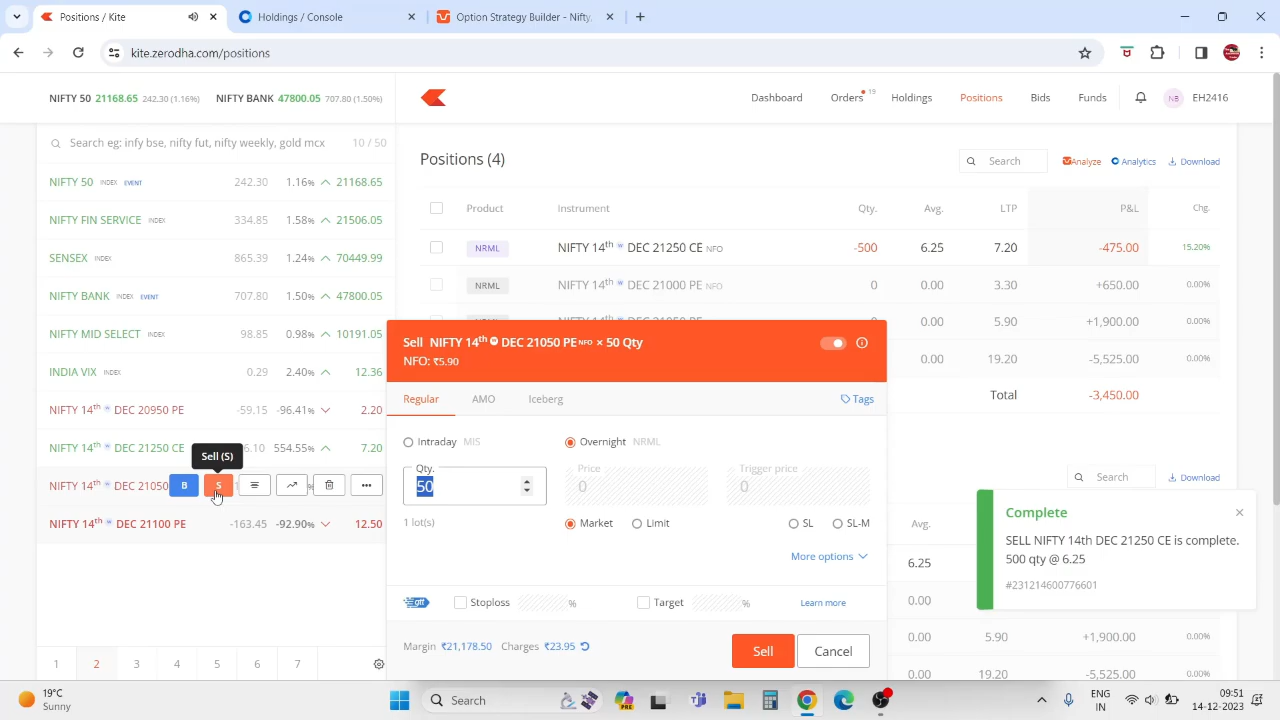 Positions / Kite
Holdings / Console
Position Strategy Builder - Nifty,
kite.zerodha.com/positions
NIFTY 50 21168.65 242.30 (1.16%) NIFTY BANK 47800.05 707.80 (1.50%)
Dashboard Orders 19 Holdings Positions Bids Funds NB EH2416
Search eg: infy bse, nifty fut, nifty weekly, gold mcx 10 / 50
NIFTY 50 INDEX EVENT 242.30 1.16% 21168.65
NIFTY FIN SERVICE INDEX 334.85 1.58% 21506.05
SENSEX INDEX 865.39 1.24% 70449.99
NIFTY BANK INDEX EVENT 707.80 1.50% 47800.05
NIFTY MID SELECT INDEX 98.85 0.98% 10191.05
INDIA VIX INDEX 0.29 2.40% 12.36
NIFTY 14th W DEC 20950 PE -59.15 -96.41% 2.20
NIFTY 14th W DEC 21250 CE 6.10 554.55% 7.20
Sell (S)
NIFTY 14th W DEC 21050 B S
NIFTY 14th W DEC 21100 PE -163.45 -92.90% 12.50
1 2 3 4 5 6 7
Positions (4)
Search Analyze Analytics Download
Product Instrument Qty. Avg. LTP P&L Chg.
NRML NIFTY 14th W DEC 21250 CE NFO -500 6.25 7.20 -475.00 15.20%
NRML NIFTY 14th W DEC 21000 PE NFO 0 0.00 3.30 +650.00 0.00%
0 0.00 5.90 +1,900.00 0.00%
0.00 19.20 -5,525.00 0.00%
Total -3,450.00
Sell NIFTY 14th W DEC 21050 PE NFO × 50 Qty
NFO: ₹5.90
Regular AMO Iceberg Tags
Intraday MIS Overnight NRML
Qty. Price Trigger price
50 0 0
1 lot(s) Market Limit SL SL-M
More options
gtt Stoploss % Target % Learn more
Margin ₹21,178.50 Charges ₹23.95 Sell Cancel
Search Download
Avg.
6.25
0.00
5.90 +1,900.00 0.00%
19.20 -5,525.00 0.00%
Complete
SELL NIFTY 14th DEC 21250 CE is complete.
500 qty @ 6.25
#231214600776601
19°C
Sunny
Search
PRE
ENG
IN
09:51
14-12-2023